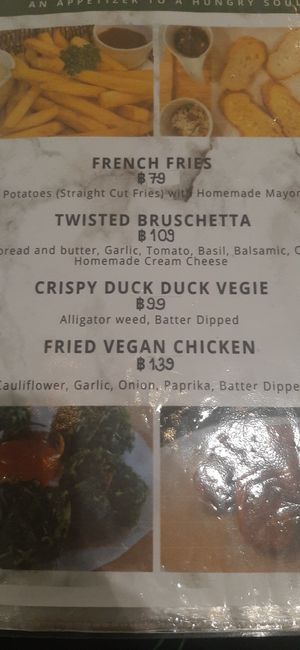 AN APPETIZER TO A HUNGRY SOUL
FRENCH FRIES
฿ 79
Potatoes (Straight Cut Fries) with Homemade Mayo
TWISTED BRUSCHETTA
฿ 109
bread and butter, Garlic, Tomato, Basil, Balsamic,
Homemade Cream Cheese
CRISPY DUCK DUCK VEGIE
฿99
Alligator weed, Batter Dipped
FRIED VEGAN CHICKEN
฿ 139
Cauliflower, Garlic, Onion, Paprika, Batter Dippe